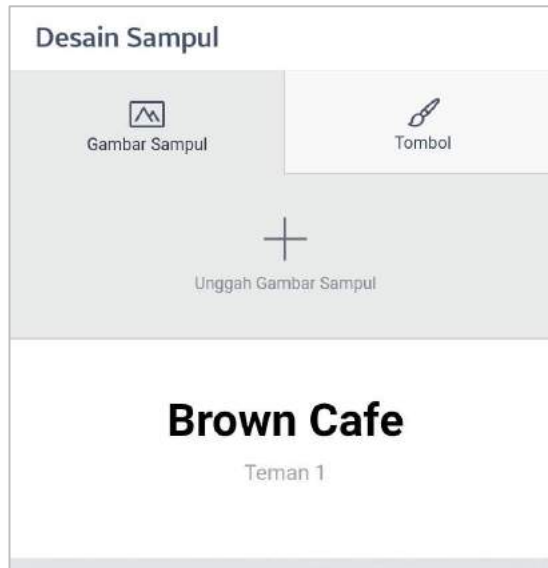 Desain Sampul
Gambar Sampul
Tombol
Unggah Gambar Sampul
Brown Cafe
Teman 1